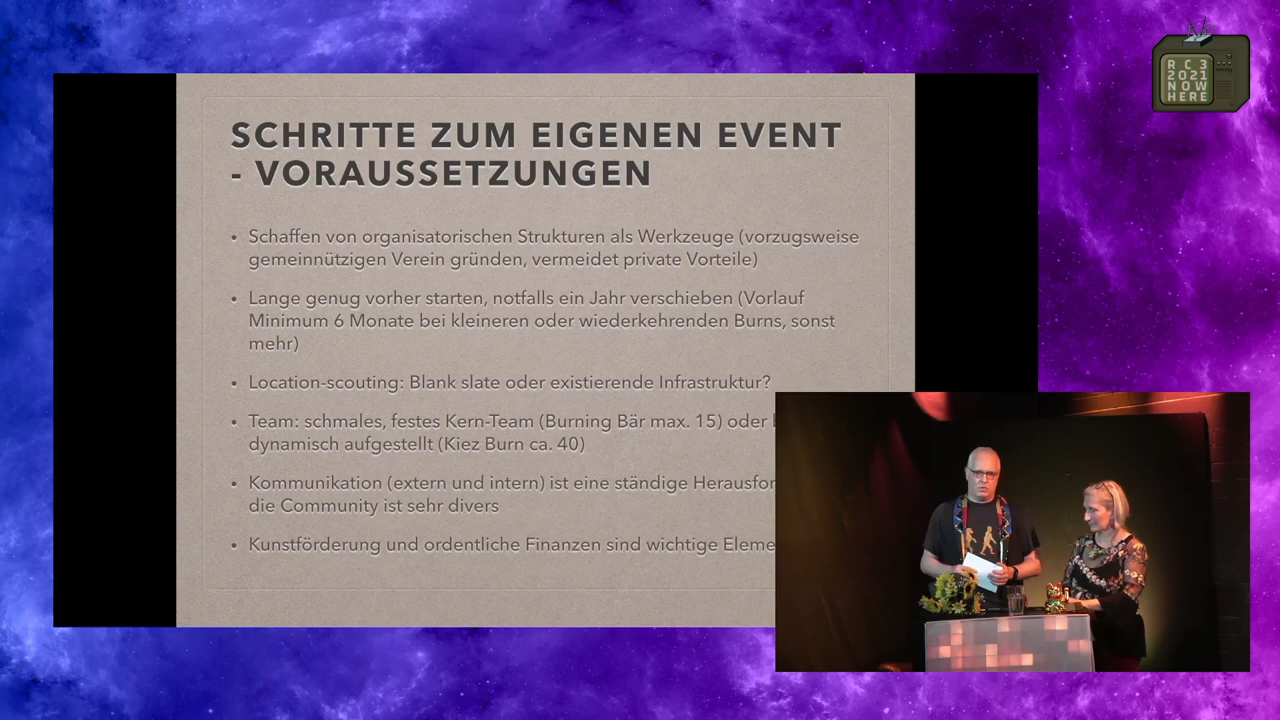 SCHRITTE ZUM EIGENEN EVENT
- VORAUSSETZUNGEN
• Schaffen von organisatorischen Strukturen als Werkzeuge (vorzugsweise
gemeinnützigen Verein gründen, vermeidet private Vorteile)
• Lange genug vorher starten, notfalls ein Jahr verschieben (Vorlauf
Minimum 6 Monate bei kleineren oder wiederkehrenden Burns, sonst
mehr)
• Location-scouting: Blank slate oder existierende Infrastruktur?
• Team: schmales, festes Kern-Team (Burning Bär max. 15) oder
dynamisch aufgestellt (Kiez Burn ca. 40)
• Kommunikation (extern und intern) ist eine ständige
die Community ist sehr divers
• Kunstförderung und ordentliche Finanzen sind wichtige
RC3
2021
NOW
HERE